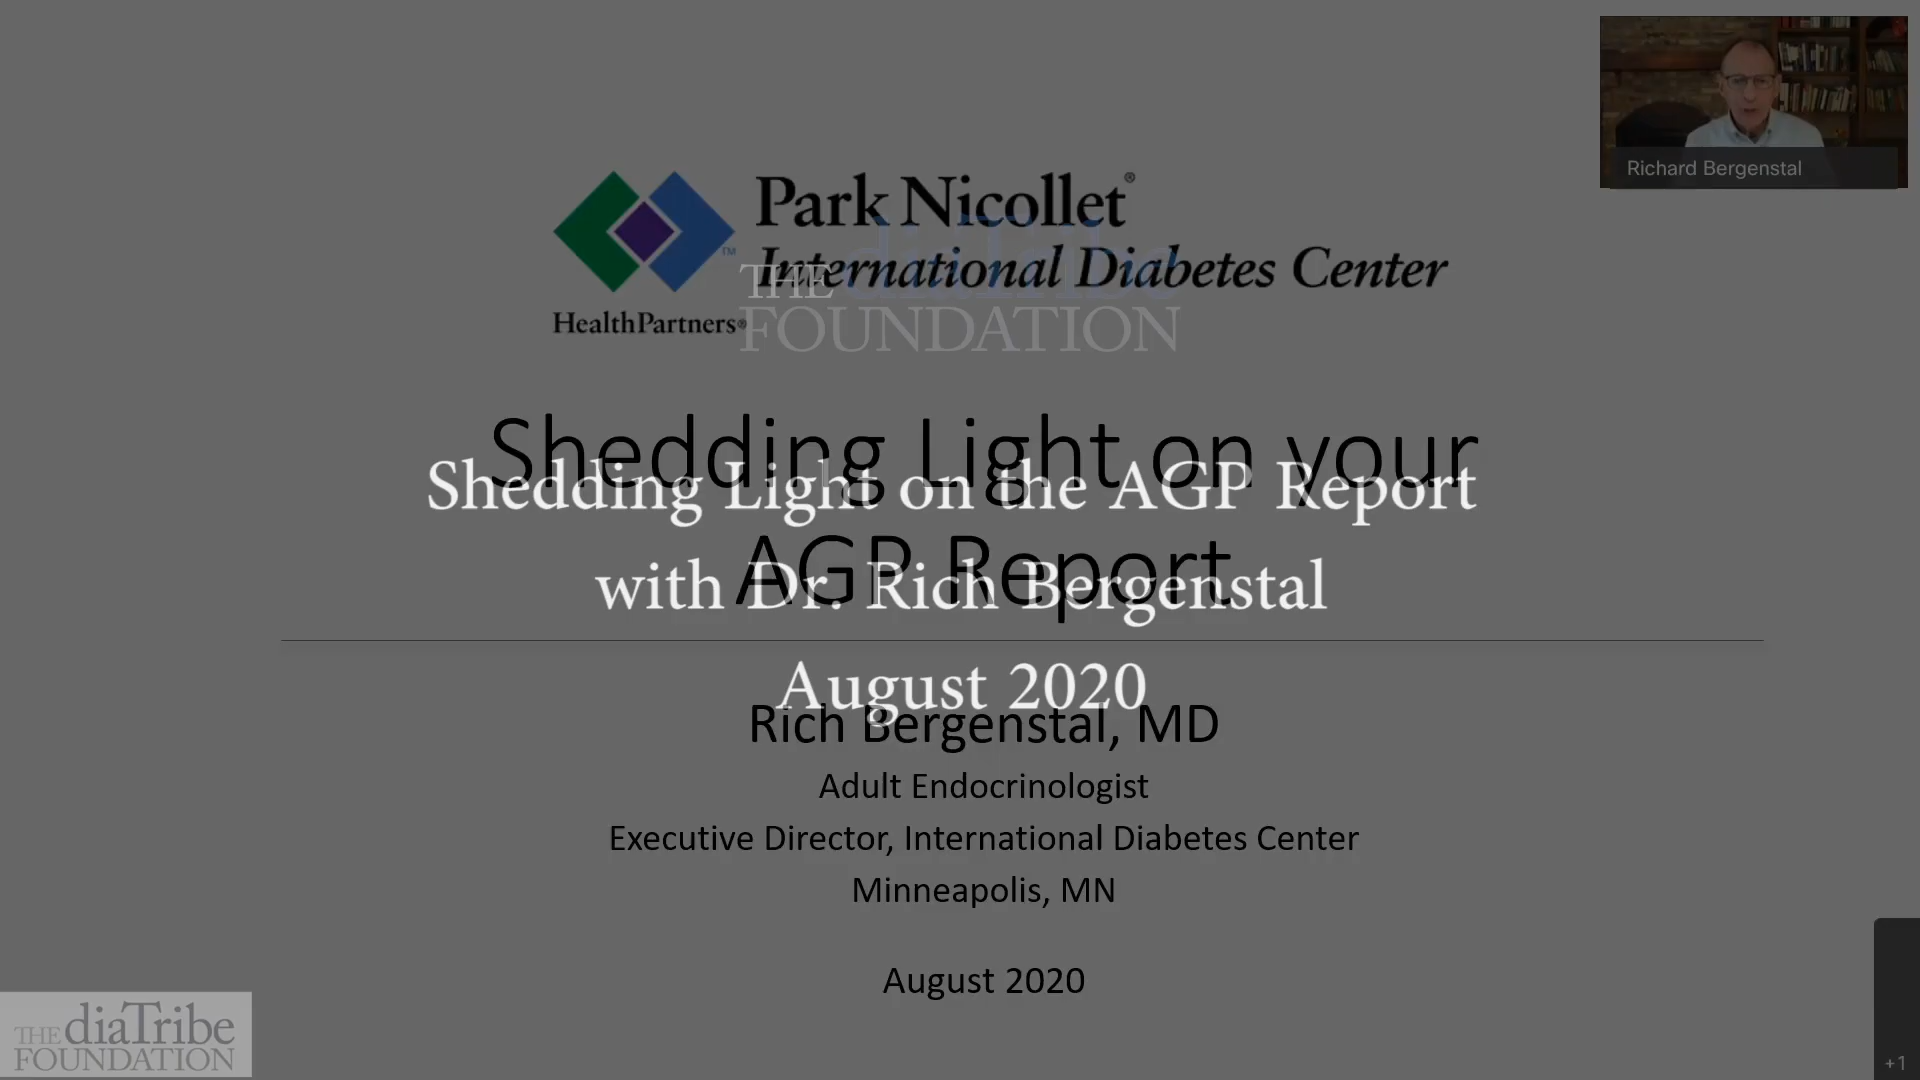 Richard Bergenstal
Park Nicollet®
International Diabetes Center
HealthPartners®
THE diaTribe
FOUNDATION
Shedding Light on your
AGP Report
Shedding Light on the AGP Report
with Dr. Rich Bergenstal
August 2020
Rich Bergenstal, MD
Adult Endocrinologist
Executive Director, International Diabetes Center
Minneapolis, MN
August 2020
THE diaTribe
FOUNDATION
+1